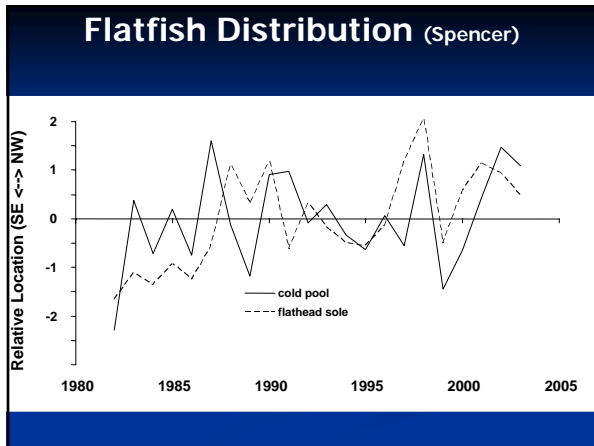 Flatfish Distribution (Spencer)
Relative Location (SE <--> NW)
2
1
0
-1
-2
cold pool
flathead sole
1980 1985 1990 1995 2000 2005